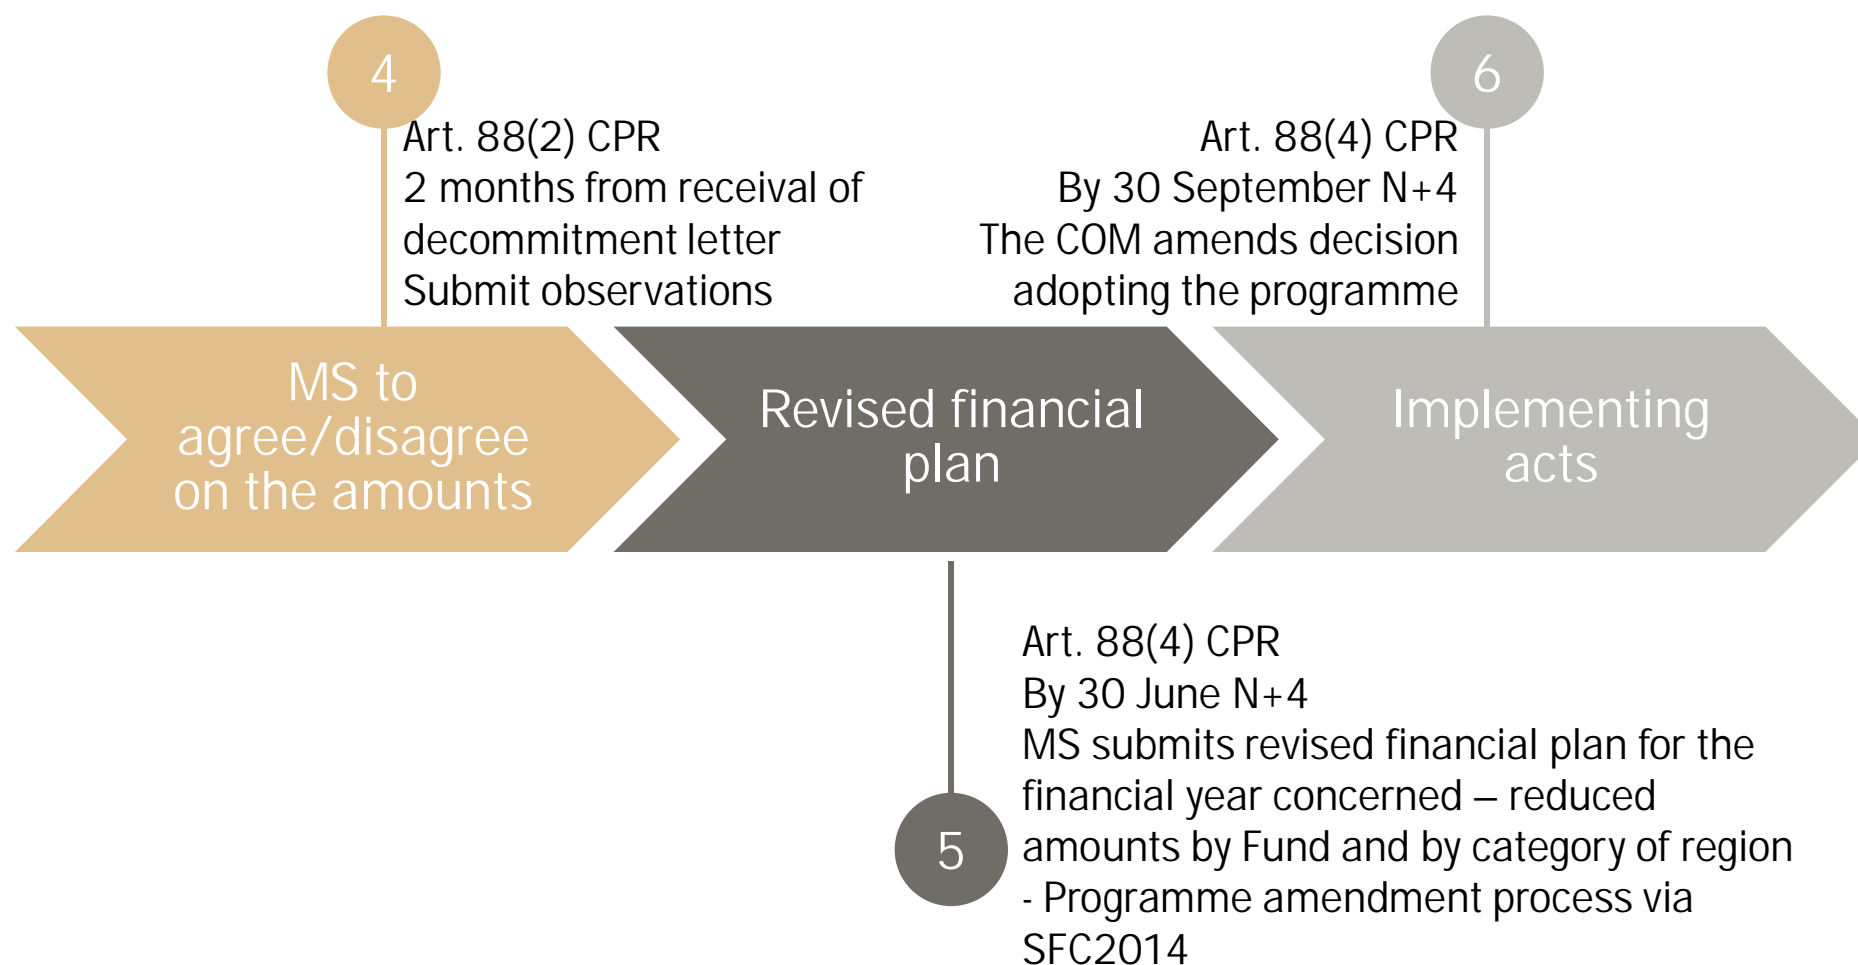 4
Art. 88(2) CPR
2 months from receival of
decommitment letter
Submit observations
6
Art. 88(4) CPR
By 30 September N+4
The COM amends decision
adopting the programme
MS to
agree/disagree
on the amounts
Revised financial
plan
Implementing
acts
5
Art. 88(4) CPR
By 30 June N+4
MS submits revised financial plan for the
financial year concerned – reduced
amounts by Fund and by category of region
- Programme amendment process via
SFC2014